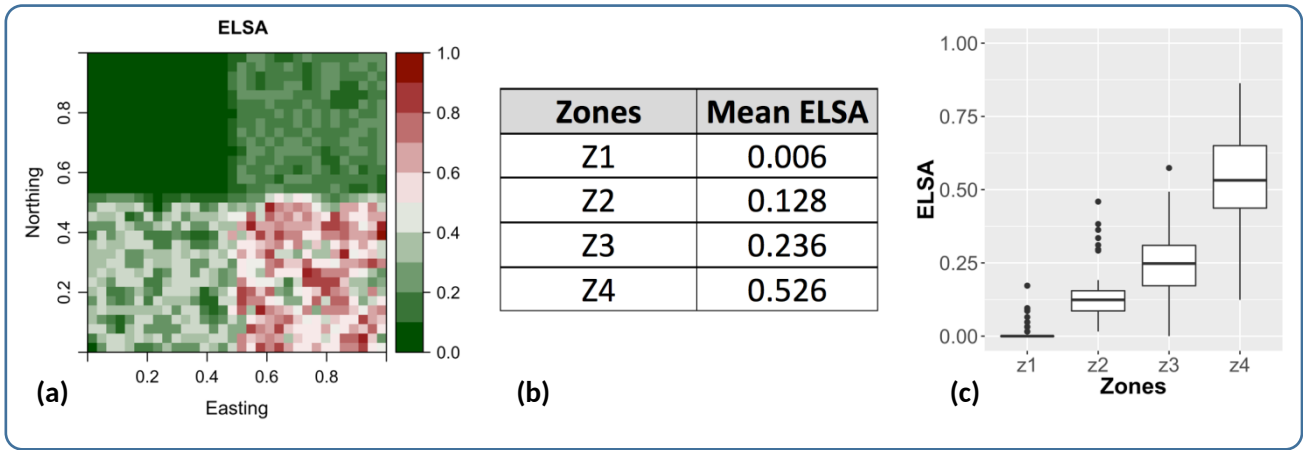 ELSA
Northing
0.8
0.6
0.4
0.2
0.2 0.4 0.6 0.8
Easting
1.0
0.8
0.6
0.4
0.2
0.0
(a)
Zones Mean ELSA
Z1 0.006
Z2 0.128
Z3 0.236
Z4 0.526
(b)
ELSA
1.00
0.75
0.50
0.25
0.00
z1 z2 z3 z4
Zones
(c)